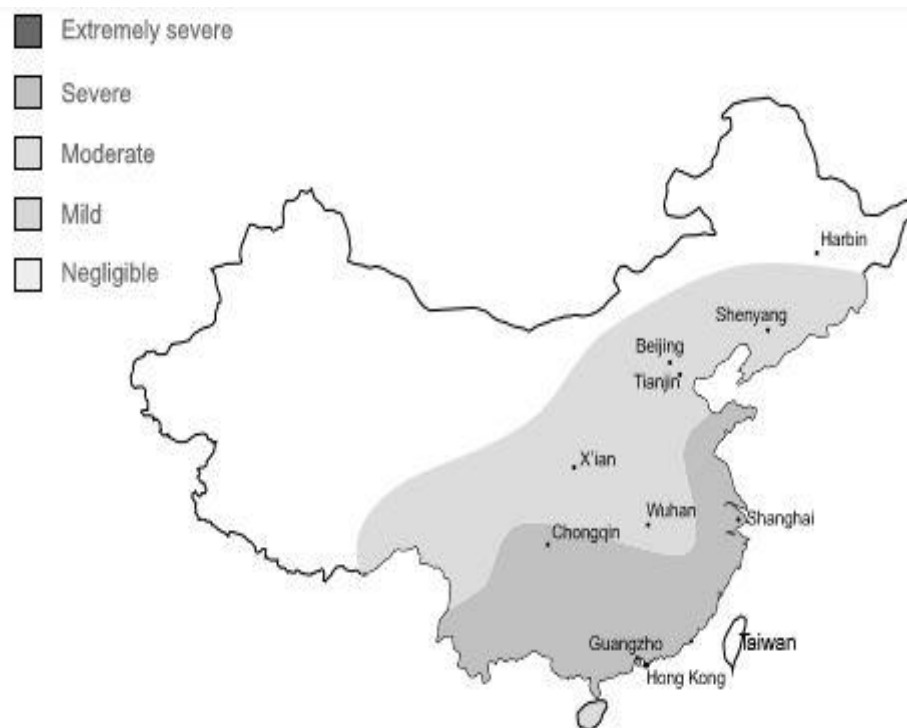 Extremely severe
Severe
Moderate
Mild
Negligible
Harbin
Shenyang
Beijing
Tianjin
X'ian
Wuhan
Shanghai
Chongqin
Guangzho
Taiwan
Hong Kong